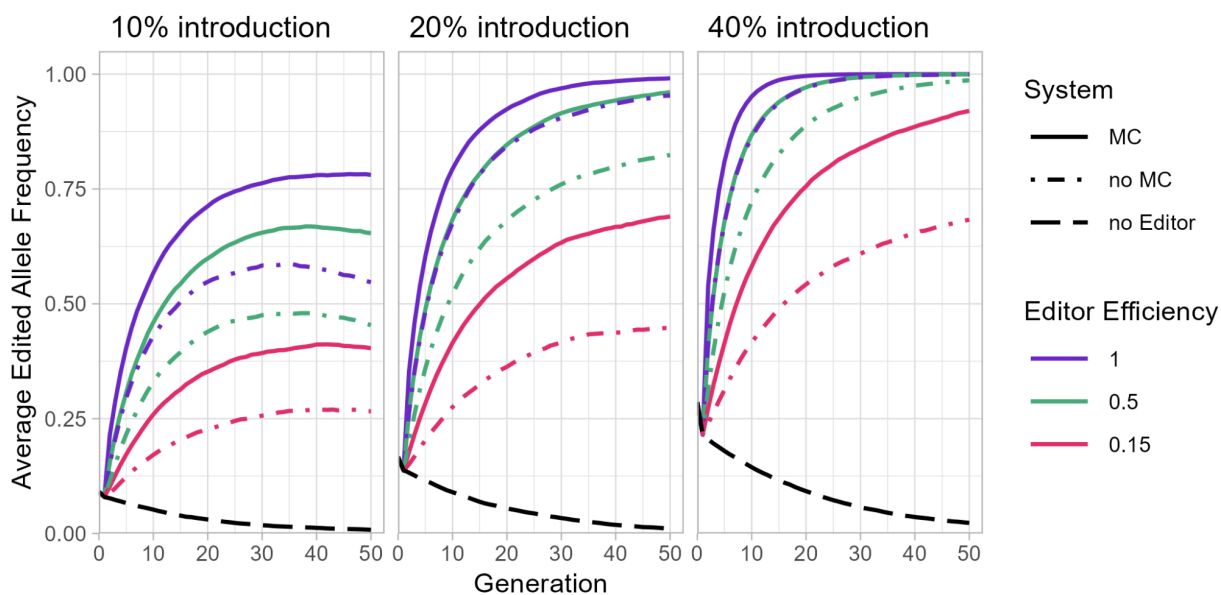 10% introduction
20% introduction
40% introduction
Average Edited Allele Frequency
1.00
0.75
0.50
0.25
0.00
0 10 20 30 40 50
0 10 20 30 40 50
0 10 20 30 40 50
Generation
System
MC
no MC
no Editor
Editor Efficiency
1
0.5
0.15